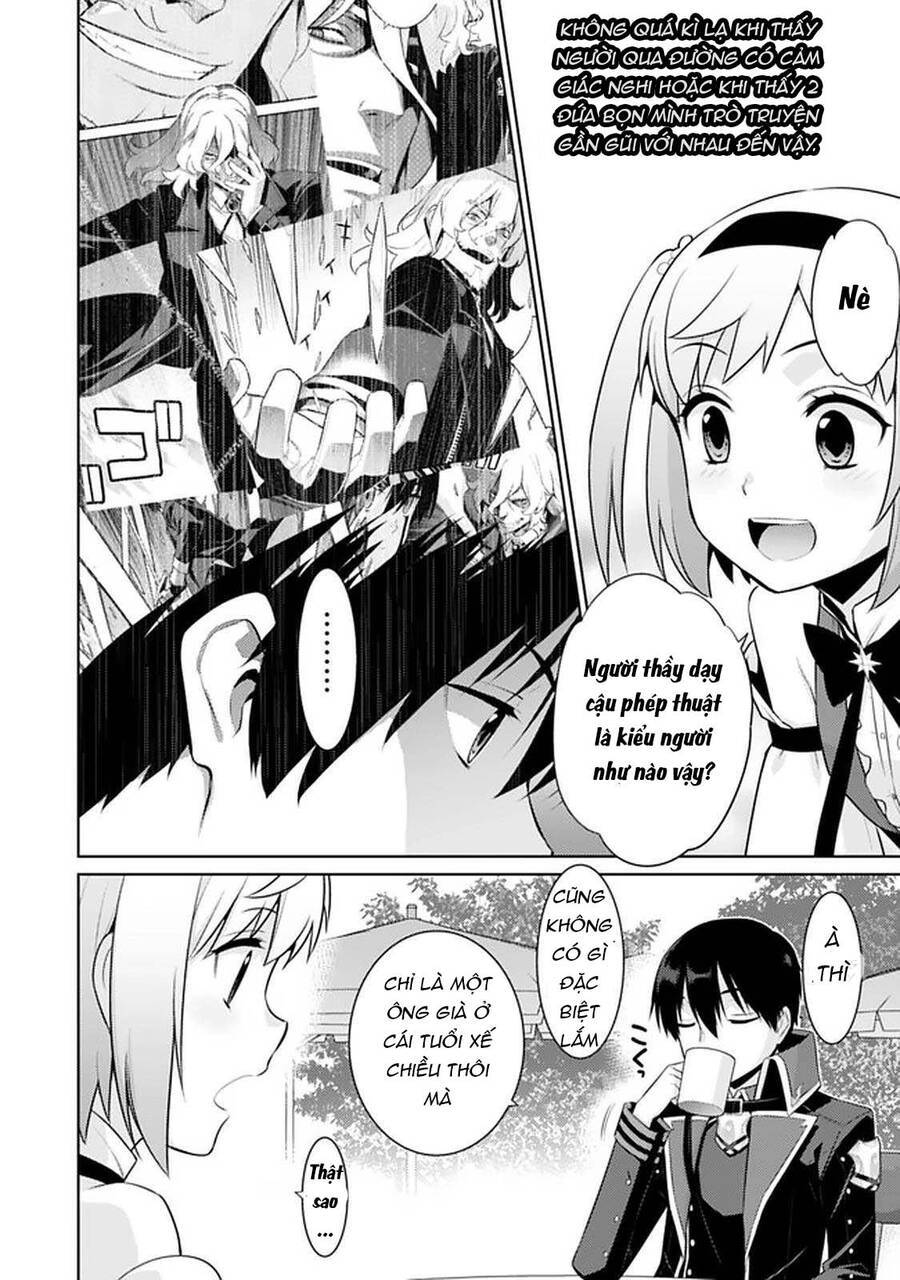 KHÔNG QUÁ KÌ LẠ KHI THẤY
NGƯỜI QUA ĐƯỜNG CÓ CẢM
GIÁC NGHI HOẶC KHI THẤY 2
ĐỨA BỌN MÌNH TRÒ TRUYỆN
GẦN GŨI VỚI NHAU ĐẾN VẬY.
Nè
Người thầy dạy
cậu phép thuật
là kiểu người
như nào vậy?
ゴゴ
.........
À
THÌ
CŨNG
KHÔNG
CÓ GÌ
ĐẶC
BIỆT
LẮM
CHỈ LÀ MỘT
ÔNG GIÀ Ở
CÁI TUỔI XẾ
CHIỀU THÔI
MÀ
Thật
sao
...